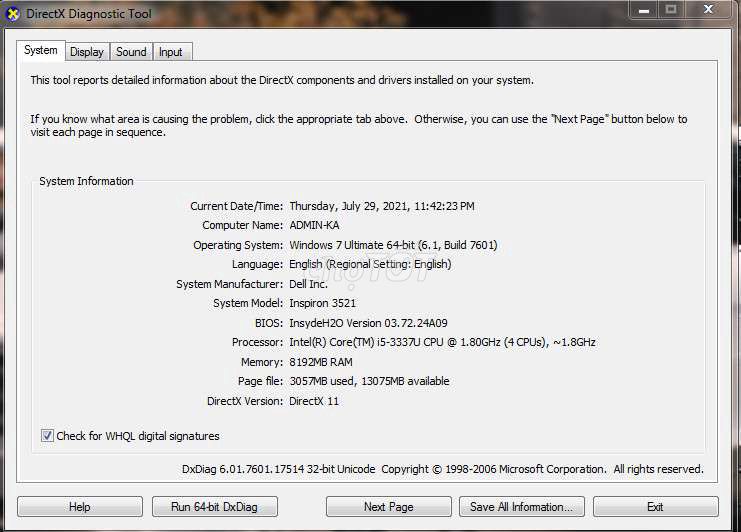 DirectX Diagnostic Tool
System Display Sound Input
This tool reports detailed information about the DirectX components and drivers installed on your system.
If you know what area is causing the problem, click the appropriate tab above. Otherwise, you can use the "Next Page" button below to
visit each page in sequence.
System Information
Current Date/Time: Thursday, July 29, 2021, 11:42:23 PM
Computer Name: ADMIN-KA
Operating System: Windows 7 Ultimate 64-bit (6.1, Build 7601)
Language: English (Regional Setting: English)
chợTỐT
System Manufacturer: Dell Inc.
System Model: Inspiron 3521
BIOS: InsydeH2O Version 03.72.24A09
Processor: Intel(R) Core(TM) i5-3337U CPU @ 1.80GHz (4 CPUs), ~1.8GHz
Memory: 8192MB RAM
Page file: 3057MB used, 13075MB available
DirectX Version: DirectX 11
Check for WHQL digital signatures
DxDiag 6.01.7601.17514 32-bit Unicode Copyright © 1998-2006 Microsoft Corporation. All rights reserved.
Help Run 64-bit DxDiag Next Page Save All Information... Exit